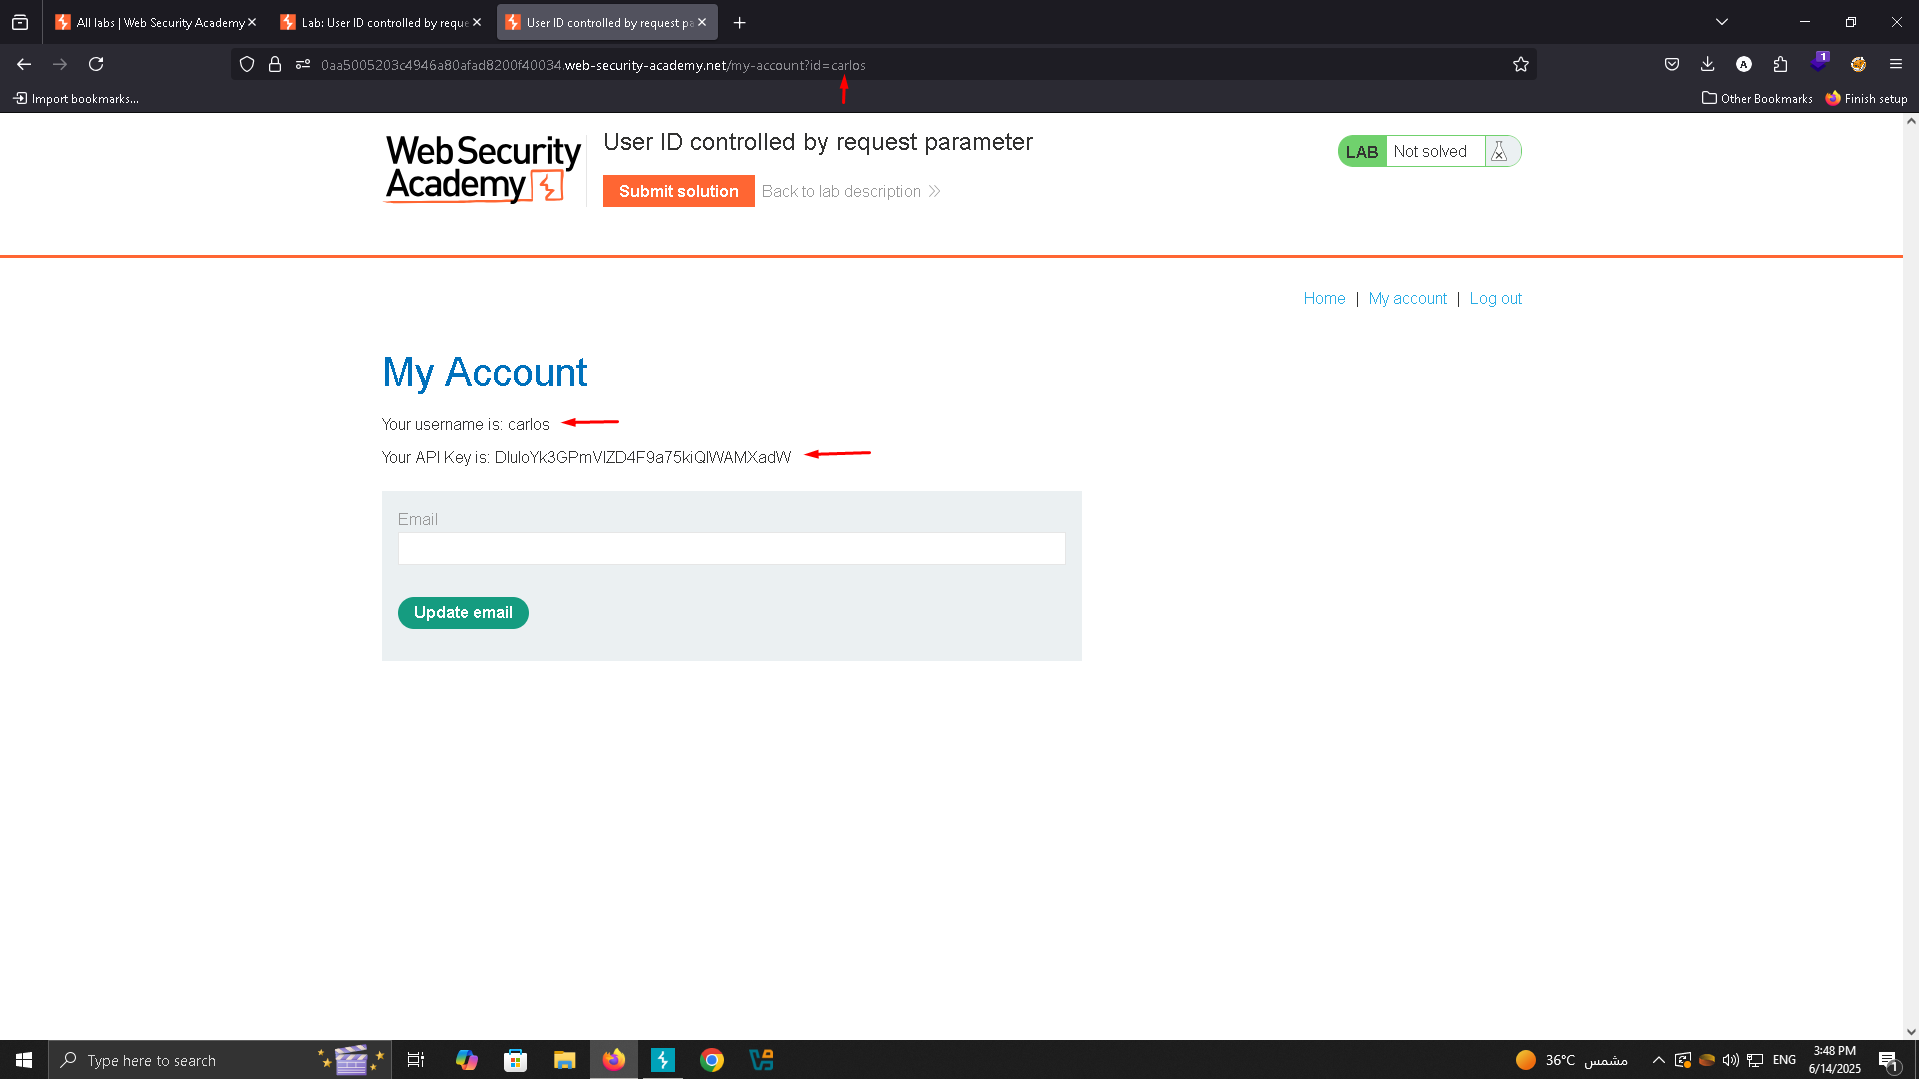 All labs | Web Security Academy
Lab: User ID controlled by reque
User ID controlled by request pa
0aa5005203c4946a80afad8200f40034.web-security-academy.net/my-account?id=carlos
A
1
Import bookmarks...
Other Bookmarks
Finish setup
Web Security
Academy
User ID controlled by request parameter
Submit solution
Back to lab description
LAB
Not solved
Home | My account | Log out
My Account
Your username is: carlos
Your API Key is: DluloYk3GPmVlZD4F9a75kiQlWAMXadW
Email
Update email
Type here to search
36°C مشمس
ENG
3:48 PM
6/14/2025
1